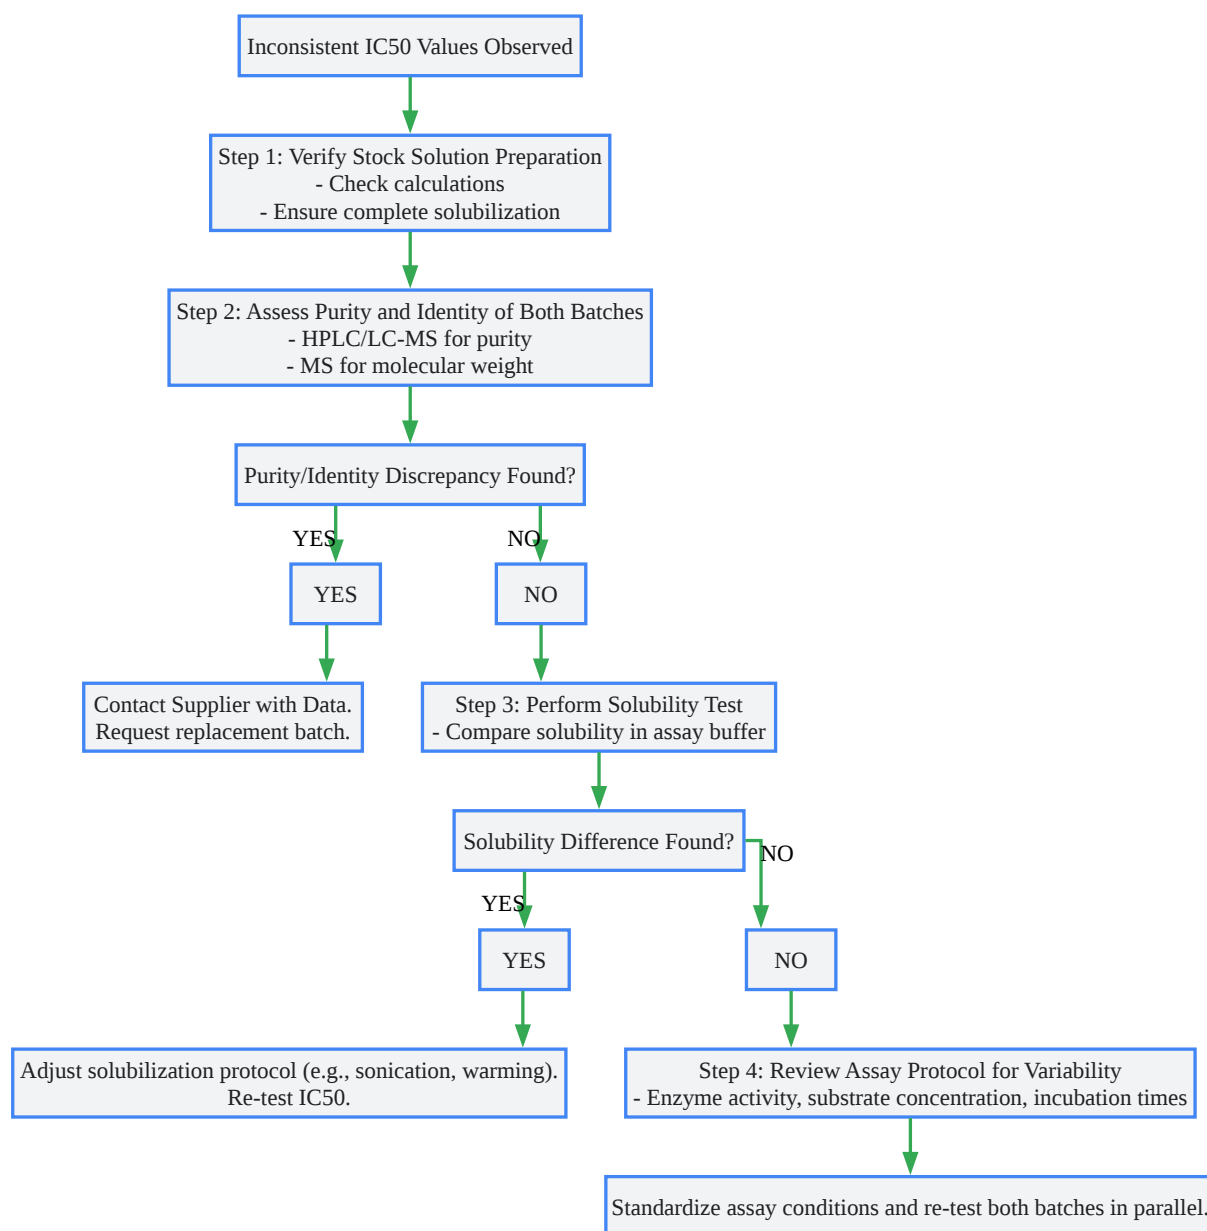 Inconsistent IC50 Values Observed
Step 1: Verify Stock Solution Preparation
- Check calculations
- Ensure complete solubilization
Step 2: Assess Purity and Identity of Both Batches
- HPLC/LC-MS for purity
- MS for molecular weight
Purity/Identity Discrepancy Found?
YES
NO
YES
NO
Contact Supplier with Data.
Request replacement batch.
Step 3: Perform Solubility Test
- Compare solubility in assay buffer
Solubility Difference Found?
NO
YES
YES
NO
Adjust solubilization protocol (e.g., sonication, warming).
Re-test IC50.
Step 4: Review Assay Protocol for Variability
- Enzyme activity, substrate concentration, incubation times
Standardize assay conditions and re-test both batches in parallel.